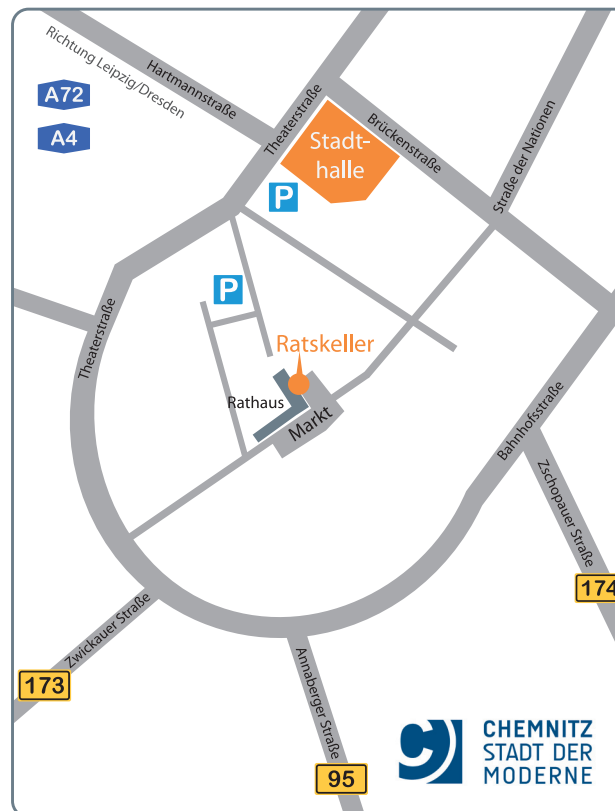 Richtung Leipzig/Dresden
Hartmannstraße
A72
A4
Theaterstraße
Stadt-
halle
Brückenstraße
Straße der Nationen
P
P
Theaterstraße
Ratskeller
Rathaus
Markt
Bahnhofstraße
Zschopauer Straße
174
Zwickauer Straße
173
Annaberger Straße
95
CHEMNITZ
STADT DER
MODERNE